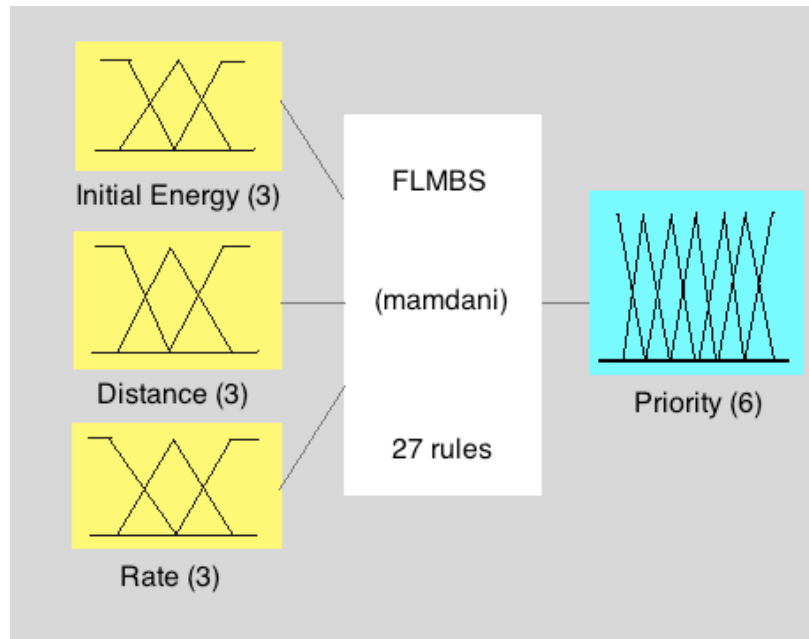 Initial Energy (3)
Distance (3)
Rate (3)
FLMBS
(mamdani)
27 rules
Priority (6)